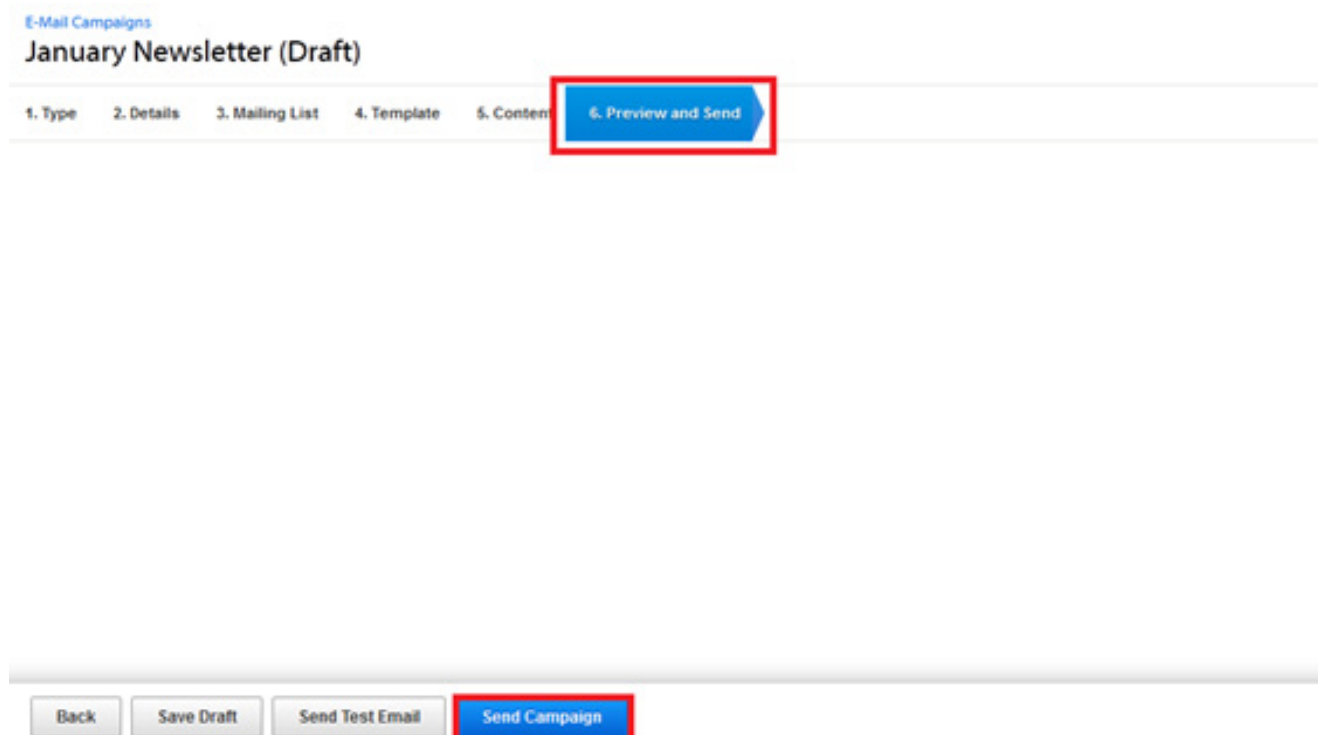 E-Mail Campaigns
January Newsletter (Draft)
1. Type 2. Details 3. Mailing List 4. Template 5. Content 6. Preview and Send
Back Save Draft Send Test Email Send Campaign